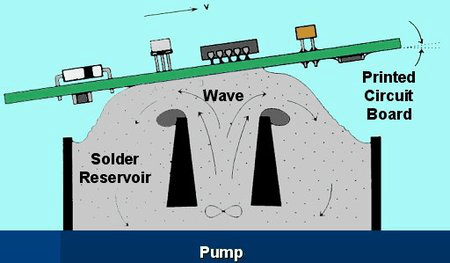 v
Wave
Printed
Circuit
Board
Solder
Reservoir
Pump